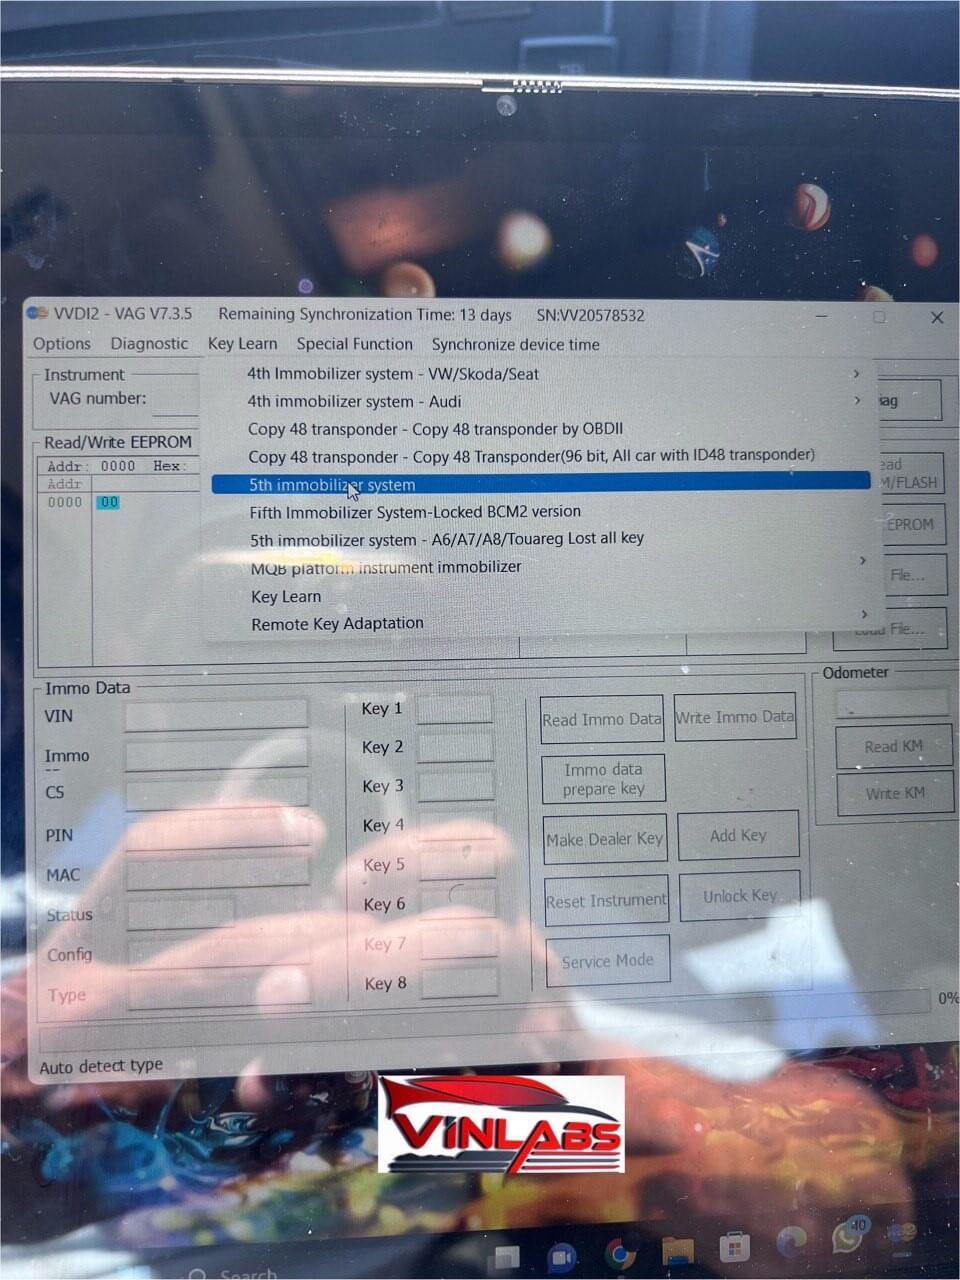 VVDI2 - VAG V7.3.5 Remaining Synchronization Time: 13 days SN:VV20578532
Options Diagnostic Key Learn Special Function Synchronize device time
Instrument
VAG number:
4th Immobilizer system - VW/Skoda/Seat
4th immobilizer system - Audi
Copy 48 transponder - Copy 48 transponder by OBDII
Copy 48 transponder - Copy 48 Transponder(96 bit, All car with ID48 transponder)
5th immobilizer system
Fifth Immobilizer System-Locked BCM2 version
5th immobilizer system - A6/A7/A8/Touareg Lost all key
MQB platform instrument immobilizer
Key Learn
Remote Key Adaptation
Read/Write EEPROM
Addr: 0000 Hex:
Addr
0000 00
M/FLASH
EPROM
File...
Load File...
Immo Data
VIN
Immo
--
CS
PIN
MAC
Status
Config
Type
Key 1
Key 2
Key 3
Key 4
Key 5
Key 6
Key 7
Key 8
Read Immo Data
Write Immo Data
Immo data
prepare key
Make Dealer Key
Add Key
Reset Instrument
Unlock Key
Service Mode
Odometer
Read KM
Write KM
0%
Auto detect type
VINLABS
Search
40